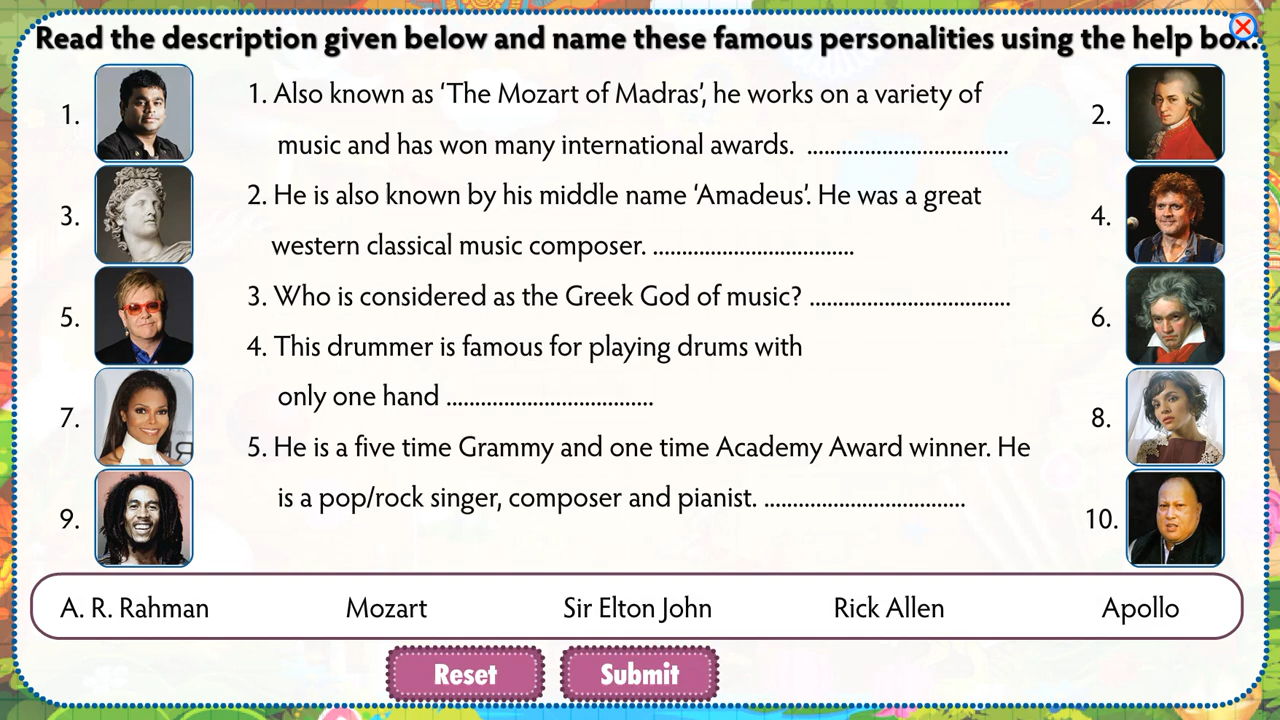 Read the description given below and name these famous personalities using the help box.
1.
1. Also known as 'The Mozart of Madras', he works on a variety of
music and has won many international awards. ..................................
2.
3.
2. He is also known by his middle name 'Amadeus'. He was a great
western classical music composer. ..................................
4.
5.
3. Who is considered as the Greek God of music? ..................................
6.
4. This drummer is famous for playing drums with
only one hand ...................................
7.
8.
5. He is a five time Grammy and one time Academy Award winner. He
is a pop/rock singer, composer and pianist. ..................................
9.
10.
A. R. Rahman Mozart Sir Elton John Rick Allen Apollo
Reset Submit